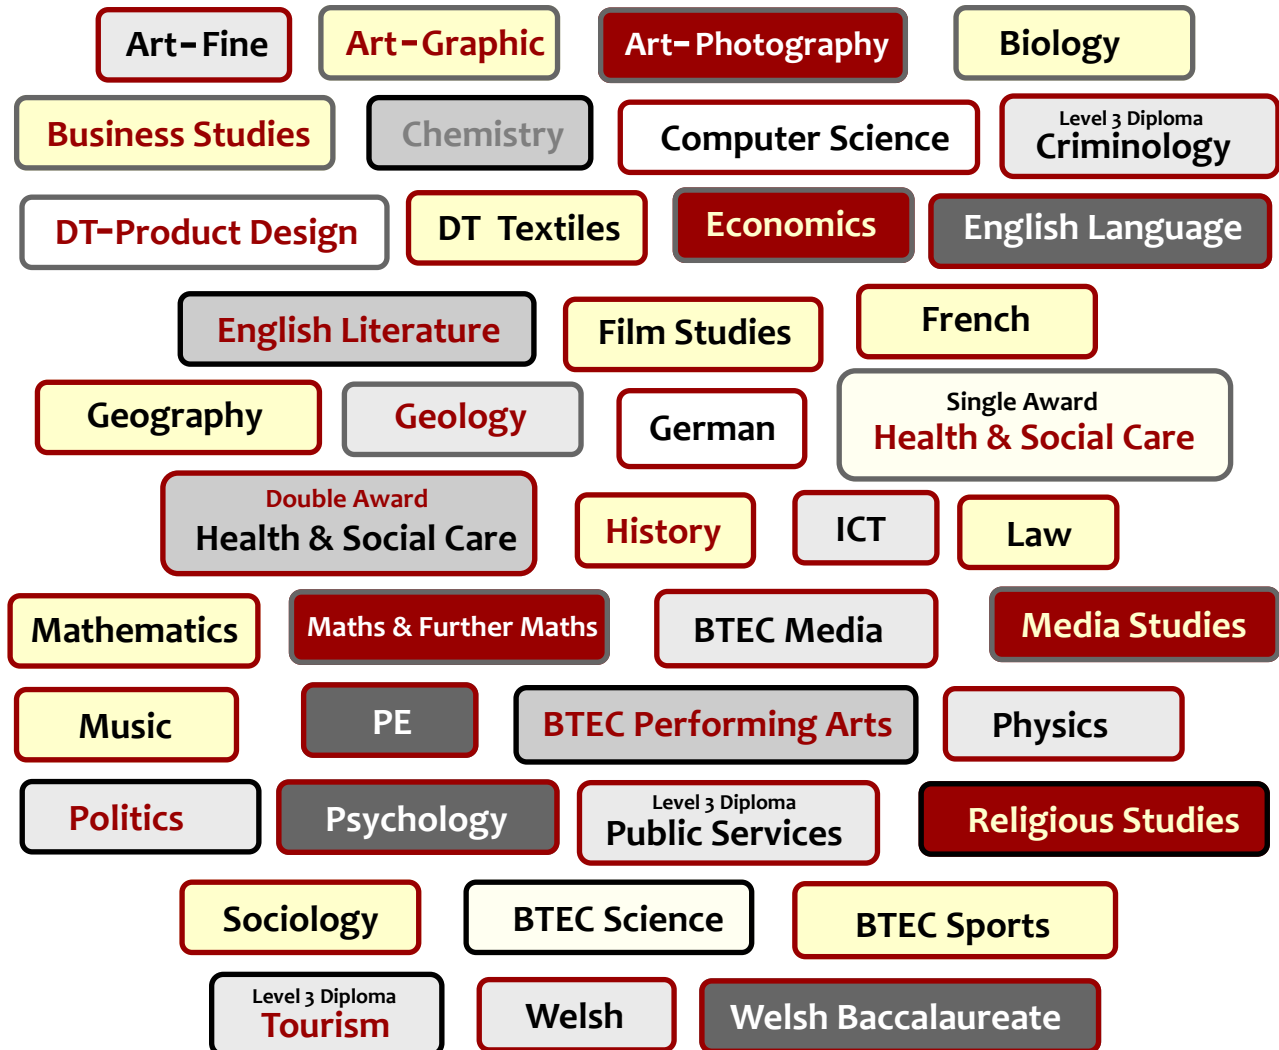 Art–Fine
Art–Graphic
Art–Photography
Biology
Business Studies
Chemistry
Computer Science
Level 3 Diploma
Criminology
DT–Product Design
DT Textiles
Economics
English Language
English Literature
Film Studies
French
Geography
Geology
German
Single Award
Health & Social Care
Double Award
Health & Social Care
History
ICT
Law
Mathematics
Maths & Further Maths
BTEC Media
Media Studies
Music
PE
BTEC Performing Arts
Physics
Politics
Psychology
Level 3 Diploma
Public Services
Religious Studies
Sociology
BTEC Science
BTEC Sports
Level 3 Diploma
Tourism
Welsh
Welsh Baccalaureate